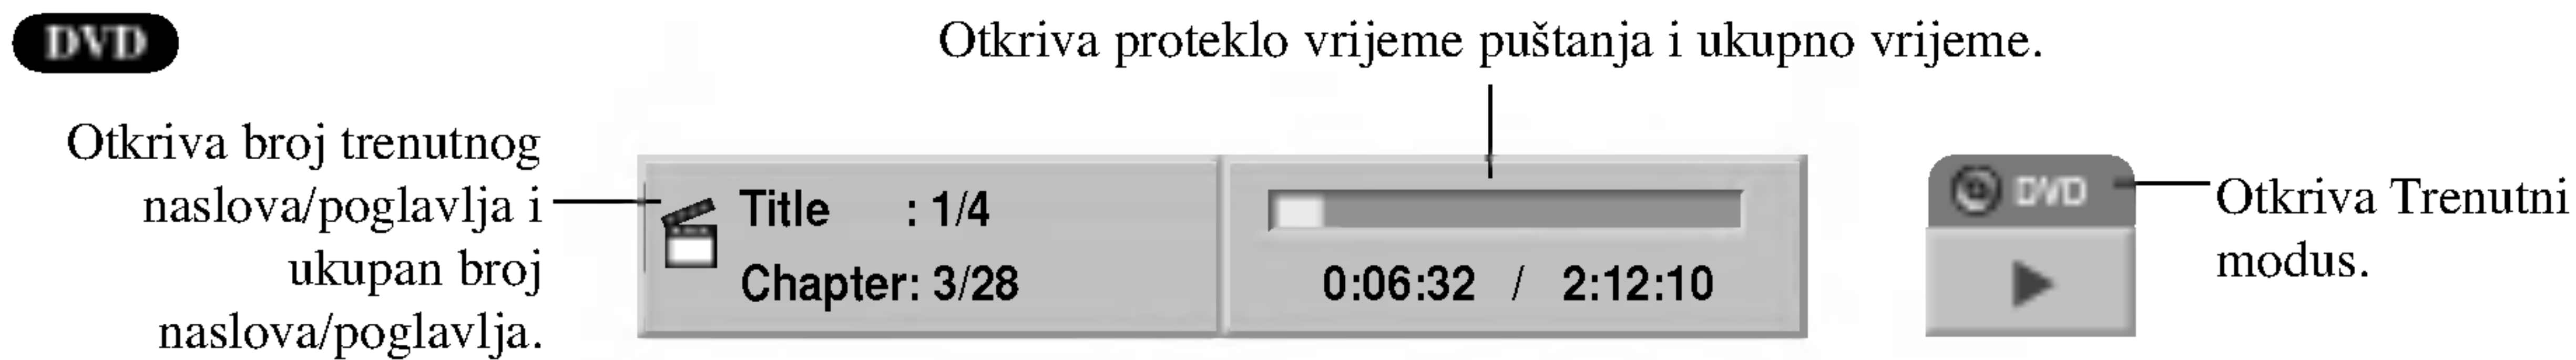 DVD
Otkriva proteklo vrijeme puštanja i ukupno vrijeme.
Otkriva broj trenutnog
naslova/poglavlja i
ukupan broj
naslova/poglavlja.
Title : 1/4
Chapter: 3/28
0:06:32 / 2:12:10
DVD
Otkriva Trenutni
modus.